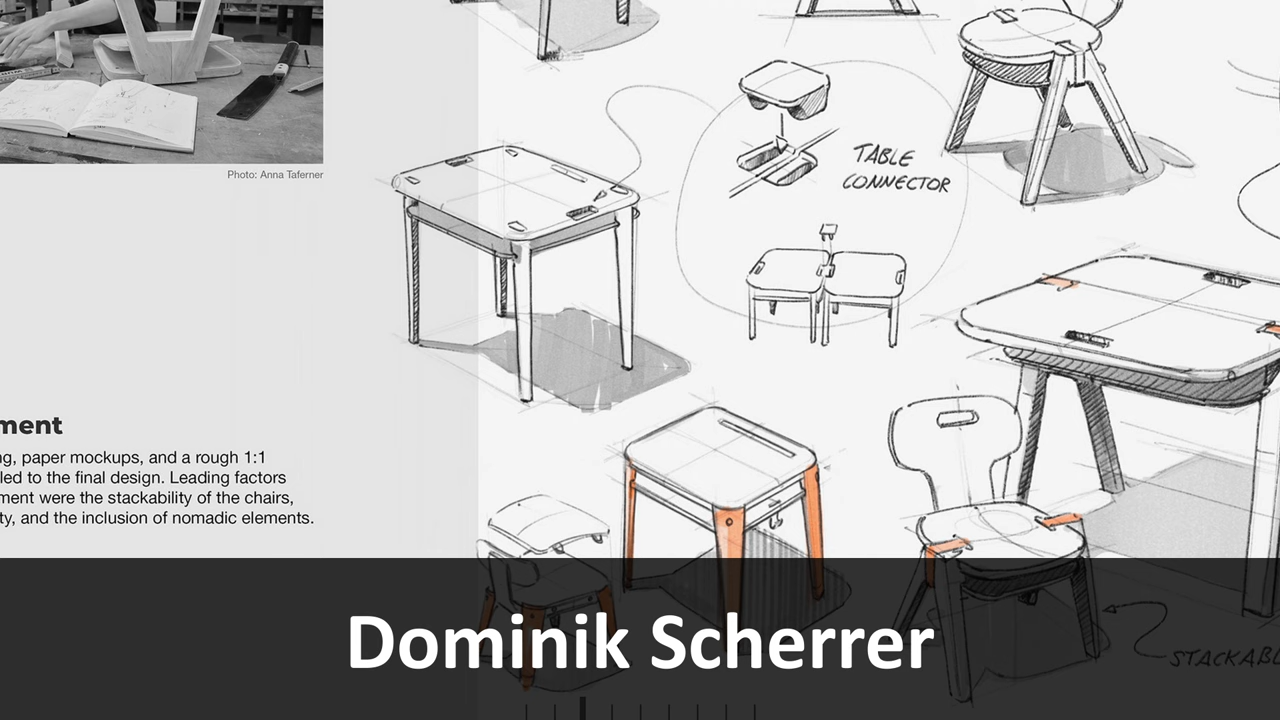 Photo: Anna Taferner
TABLE
CONNECTOR
ment
ng, paper mockups, and a rough 1:1
led to the final design. Leading factors
ment were the stackability of the chairs,
ty, and the inclusion of nomadic elements.
STACKABL
Dominik Scherrer